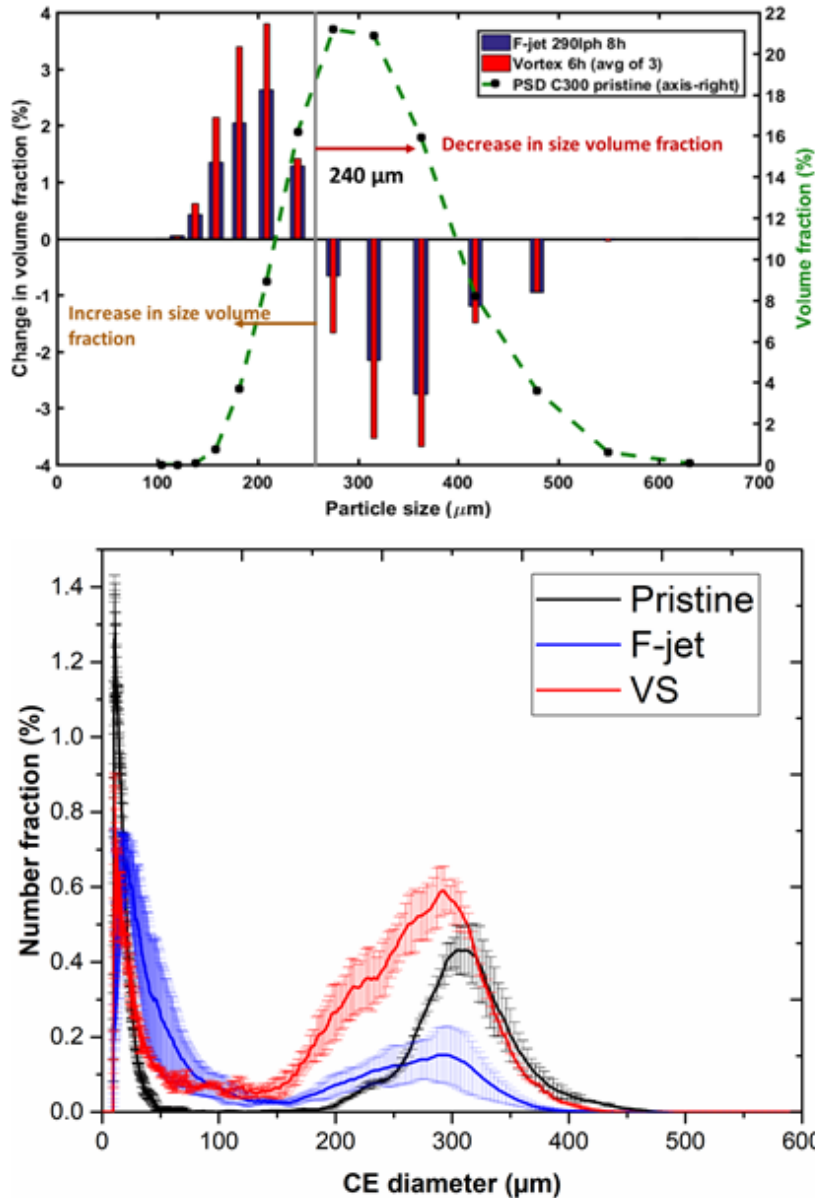 4
3
2
1
0
-1
-2
-3
-4
Change in volume fraction (%)
22
20
18
16
14
12
10
8
6
4
2
0
Volume fraction (%)
F-jet 290lph 8h
Vortex 6h (avg of 3)
PSD C300 pristine (axis-right)
Decrease in size volume fraction
240 µm
Increase in size volume
fraction
0 100 200 300 400 500 600 700
Particle size (µm)
1.4
1.2
1.0
0.8
0.6
0.4
0.2
0.0
Number fraction (%)
Pristine
F-jet
VS
0 100 200 300 400 500 600
CE diameter (µm)